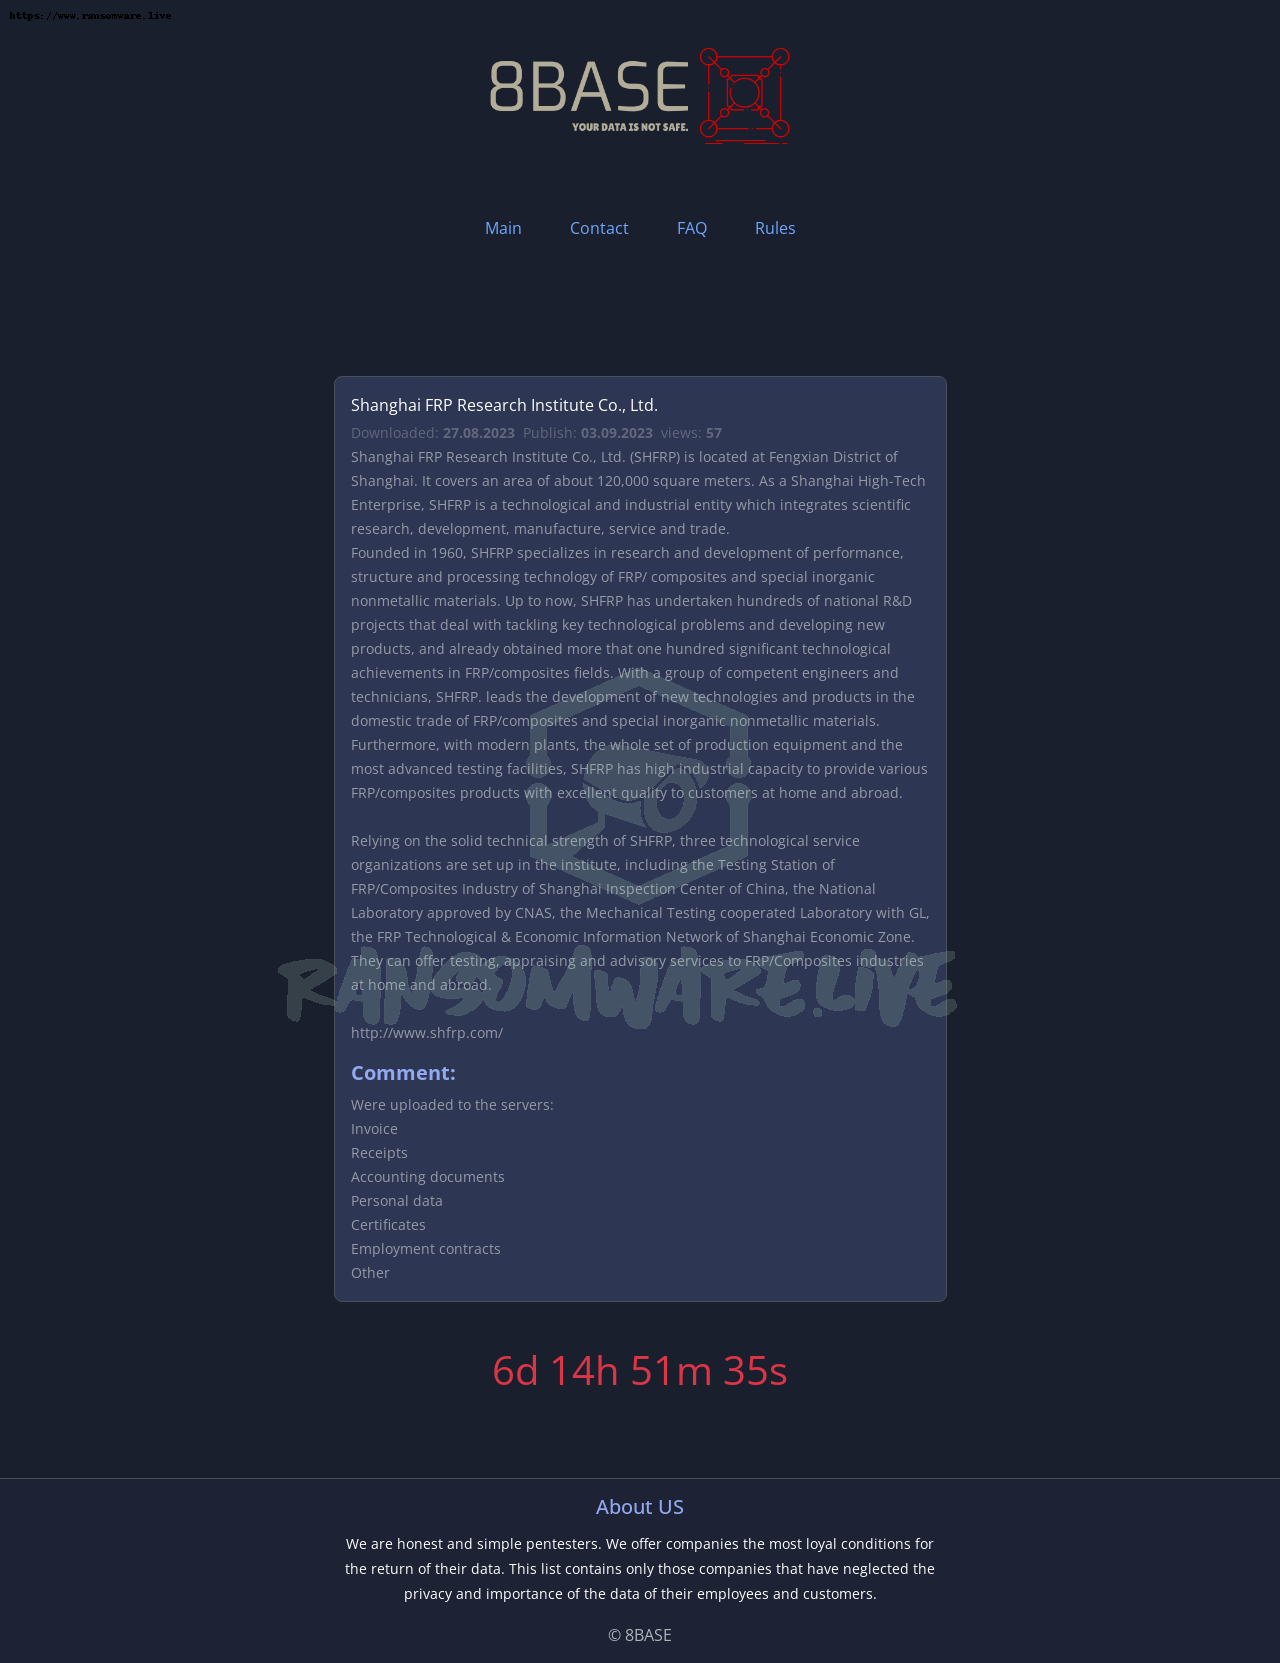 https://www.ransomware.live
8BASE
YOUR DATA IS NOT SAFE.
Main Contact FAQ Rules
Shanghai FRP Research Institute Co., Ltd.
Downloaded: 27.08.2023 Publish: 03.09.2023 views: 57
Shanghai FRP Research Institute Co., Ltd. (SHFRP) is located at Fengxian District of
Shanghai. It covers an area of about 120,000 square meters. As a Shanghai High-Tech
Enterprise, SHFRP is a technological and industrial entity which integrates scientific
research, development, manufacture, service and trade.
Founded in 1960, SHFRP specializes in research and development of performance,
structure and processing technology of FRP/ composites and special inorganic
nonmetallic materials. Up to now, SHFRP has undertaken hundreds of national R&D
projects that deal with tackling key technological problems and developing new
products, and already obtained more that one hundred significant technological
achievements in FRP/composites fields. With a group of competent engineers and
technicians, SHFRP. leads the development of new technologies and products in the
domestic trade of FRP/composites and special inorganic nonmetallic materials.
Furthermore, with modern plants, the whole set of production equipment and the
most advanced testing facilities, SHFRP has high industrial capacity to provide various
FRP/composites products with excellent quality to customers at home and abroad.
Relying on the solid technical strength of SHFRP, three technological service
organizations are set up in the institute, including the Testing Station of
FRP/Composites Industry of Shanghai Inspection Center of China, the National
Laboratory approved by CNAS, the Mechanical Testing cooperated Laboratory with GL,
the FRP Technological & Economic Information Network of Shanghai Economic Zone.
They can offer testing, appraising and advisory services to FRP/Composites industries
at home and abroad.
RANSOMWARE.LIVE
http://www.shfrp.com/
Comment:
Were uploaded to the servers:
Invoice
Receipts
Accounting documents
Personal data
Certificates
Employment contracts
Other
6d 14h 51m 35s
About US
We are honest and simple pentesters. We offer companies the most loyal conditions for
the return of their data. This list contains only those companies that have neglected the
privacy and importance of the data of their employees and customers.
© 8BASE